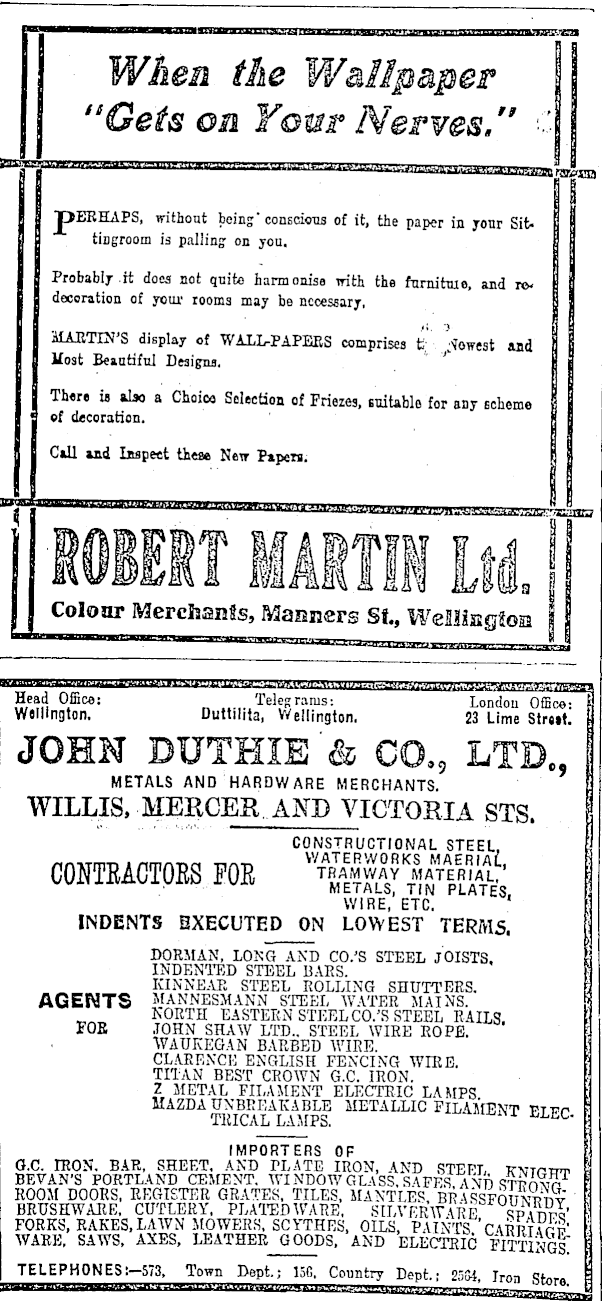 When the Wallpaper
"Gets on Your Nerves."
PERHAPS, without being conscious of it, the paper in your Sit-
tingroom is palling on you.
Probably it does not quite harmonise with the furniture, and re-
decoration of your rooms may be necessary.
MARTIN'S display of WALL-PAPERS comprises Newest and
Most Beautiful Designs.
There is also a Choice Selection of Friezes, suitable for any scheme
of decoration.
Call and Inspect these New Papers.
ROBERT MARTIN Ltd.
Colour Merchants, Manners St., Wellington
Head Office: Telegrams: London Office:
Wellington. Duttilita, Wellington. 23 Lime Street.
JOHN DUTHIE & CO., LTD.,
METALS AND HARDWARE MERCHANTS.
WILLIS, MERCER AND VICTORIA STS.
CONTRACTORS FOR
CONSTRUCTIONAL STEEL,
WATERWORKS MAERIAL,
TRAMWAY MATERIAL,
METALS, TIN PLATES,
WIRE, ETC.
INDENTS EXECUTED ON LOWEST TERMS.
AGENTS
FOR
DORMAN, LONG AND CO.'S STEEL JOISTS.
INDENTED STEEL BARS.
KINNEAR STEEL ROLLING SHUTTERS.
MANNESMANN STEEL WATER MAINS.
NORTH EASTERN STEEL CO.'S STEEL RAILS.
JOHN SHAW LTD., STEEL WIRE ROPE.
WAUKEGAN BARBED WIRE.
CLARENCE ENGLISH FENCING WIRE.
TITAN BEST CROWN G.C. IRON.
Z METAL FILAMENT ELECTRIC LAMPS.
MAZDA UNBREAKABLE METALLIC FILAMENT ELEC-
TRICAL LAMPS.
IMPORTERS OF
G.C. IRON, BAR, SHEET, AND PLATE IRON, AND STEEL, KNIGHT
BEVAN'S PORTLAND CEMENT, WINDOW GLASS, SAFES, AND STRONG-
ROOM DOORS, REGISTER GRATES, TILES, MANTLES, BRASSFOUNRDY,
BRUSHWARE, CUTLERY, PLATEDWARE, SILVERWARE, SPADES,
FORKS, RAKES, LAWN MOWERS, SCYTHES, OILS, PAINTS, CARRIAGE-
WARE, SAWS, AXES, LEATHER GOODS, AND ELECTRIC FITTINGS.
TELEPHONES:—573, Town Dept.; 156, Country Dept.; 2564, Iron Store.